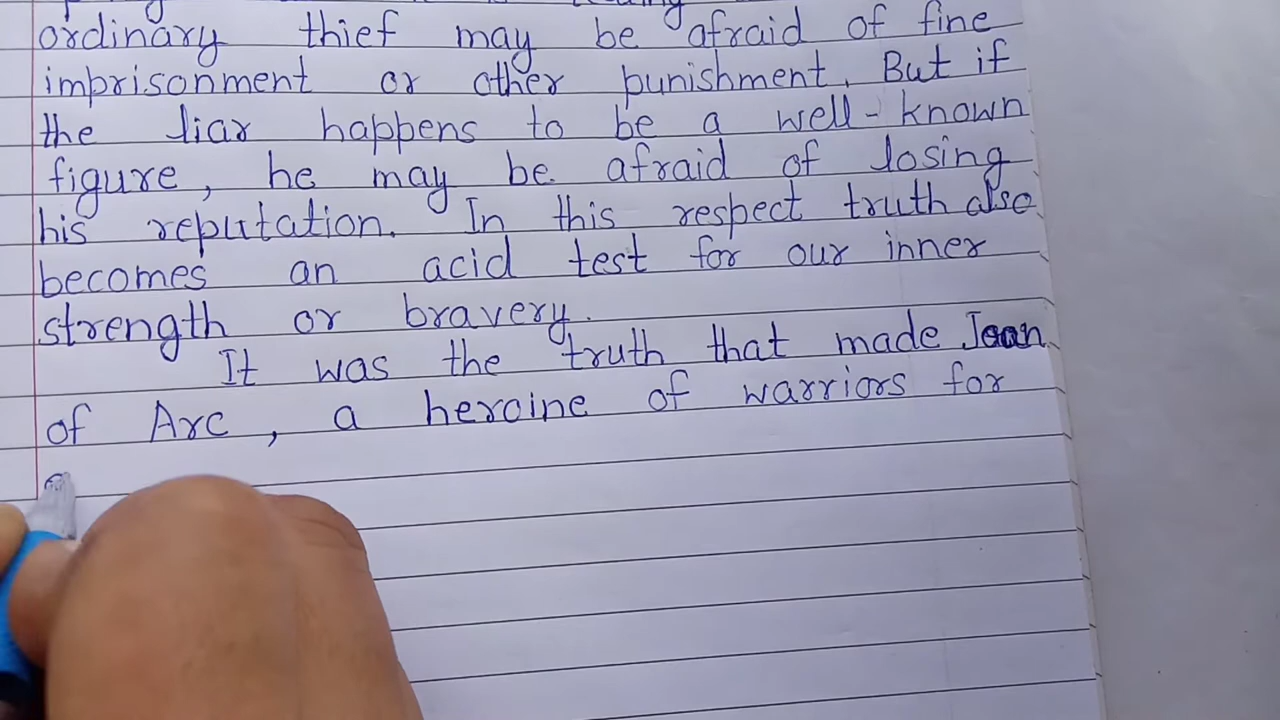 ordinary thief may be afraid of fine
imprisonment or other punishment. But if
the liar happens to be a well-known
figure, he may be afraid of losing
his reputation. In this respect truth also
becomes an acid test for our inner
strength or bravery.
It was the truth that made Joan
of Arc, a heroine of warriors for